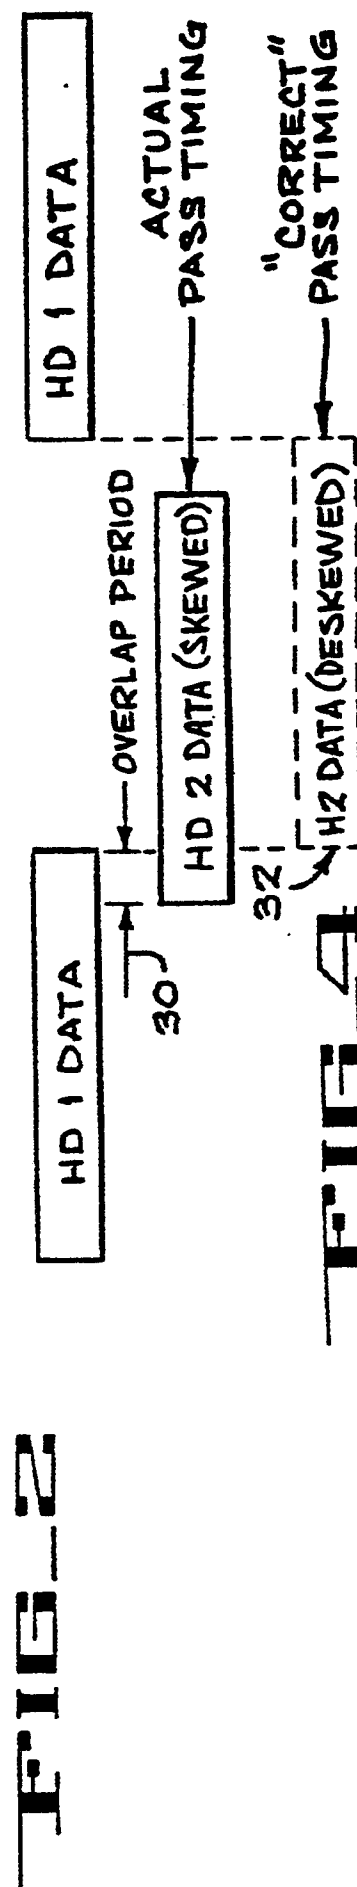 HD 1 DATA
HD 1 DATA
OVERLAP PERIOD
30
HD 2 DATA (SKEWED)
ACTUAL
PASS TIMING
32
H2 DATA (DESKEWED)
"CORRECT"
PASS TIMING
FIG_2
FIG_4